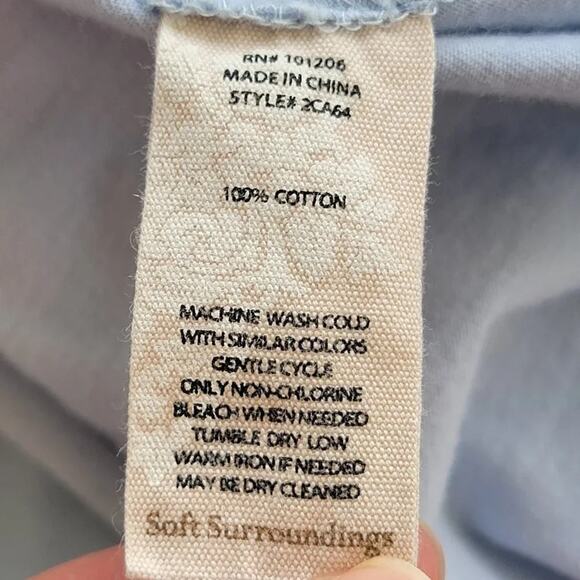 RN# 101206
MADE IN CHINA
STYLE# 2CA64
100% COTTON
MACHINE WASH COLD
WITH SIMILAR COLORS
GENTLE CYCLE
ONLY NON-CHLORINE
BLEACH WHEN NEEDED
TUMBLE DRY LOW
WARM IRON IF NEEDED
MAY BE DRY CLEANED
Soft Surroundings